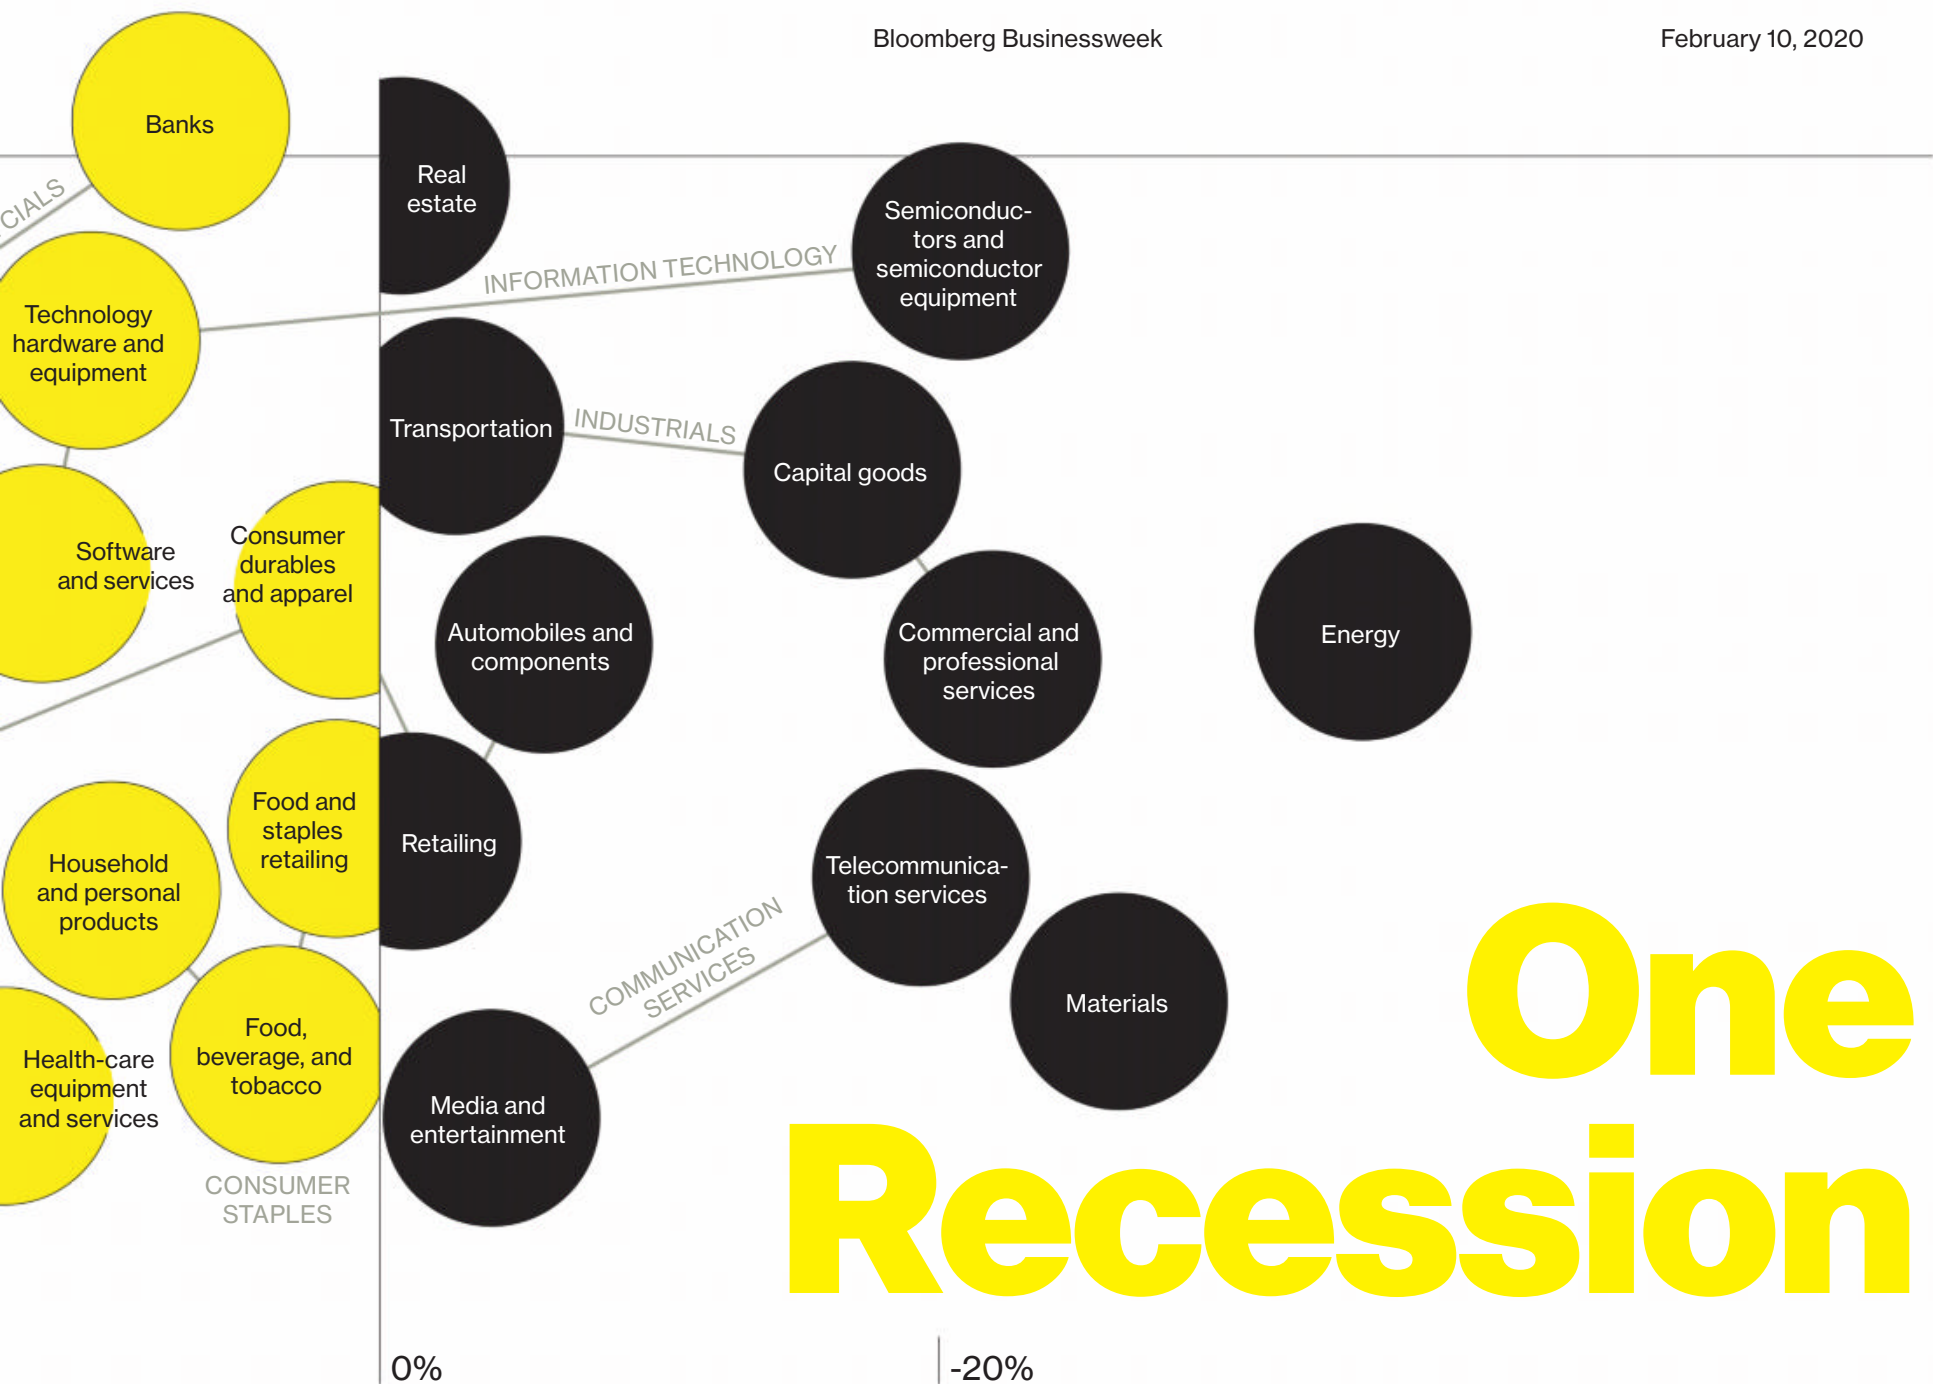 Bloomberg Businessweek
February 10, 2020
Banks
Real
estate
CIALS
Semiconduc-
tors and
semiconductor
equipment
INFORMATION TECHNOLOGY
Technology
hardware and
equipment
Transportation
INDUSTRIALS
Capital goods
Software
and services
Consumer
durables
and apparel
Automobiles and
components
Commercial and
professional
services
Energy
Food and
staples
retailing
Retailing
Household
and personal
products
Telecommunica-
tion services
COMMUNICATION
SERVICES
Materials
Health-care
equipment
and services
Food,
beverage, and
tobacco
Media and
entertainment
CONSUMER
STAPLES
One
Recession
0%
-20%